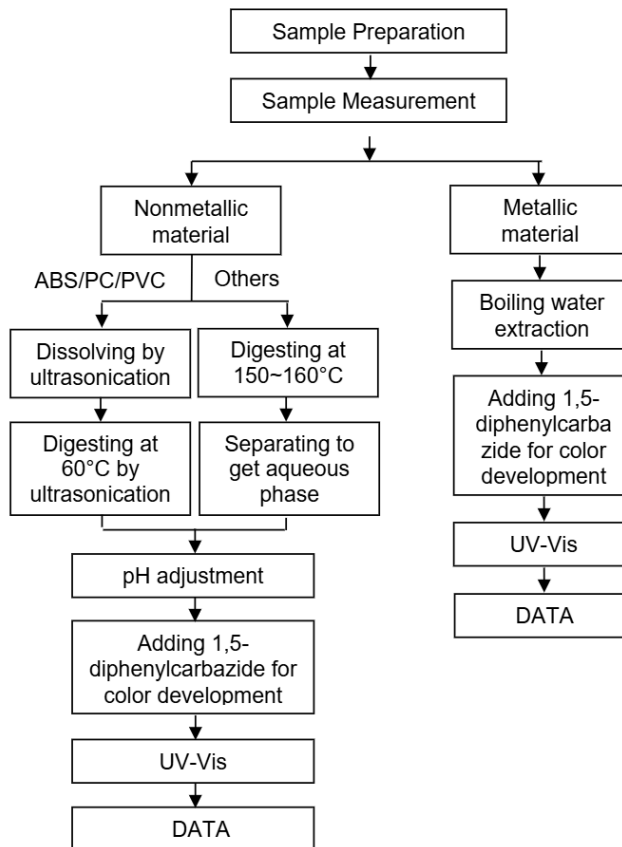 Sample Preparation
Sample Measurement
Nonmetallic
material
ABS/PC/PVC
Others
Dissolving by
ultrasonication
Digesting at
150~160°C
Digesting at
60°C by
ultrasonication
Separating to
get aqueous
phase
pH adjustment
Adding 1,5-
diphenylcarbazide for
color development
UV-Vis
DATA
Metallic
material
Boiling water
extraction
Adding 1,5-
diphenylcarba
zide for color
development
UV-Vis
DATA